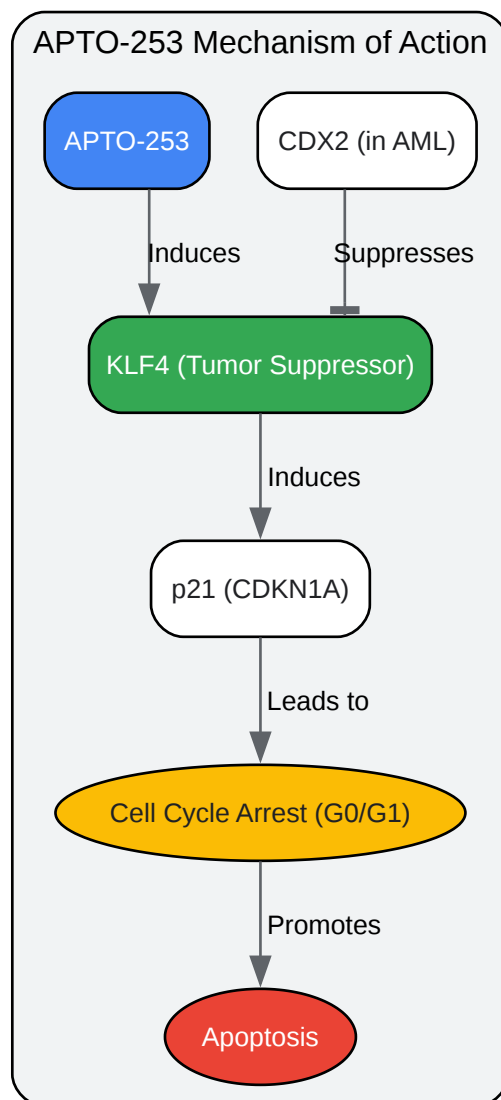 APTO-253 Mechanism of Action
APTO-253
CDX2 (in AML)
Induces
Suppresses
KLF4 (Tumor Suppressor)
Induces
p21 (CDKN1A)
Leads to
Cell Cycle Arrest (G0/G1)
Promotes
Apoptosis